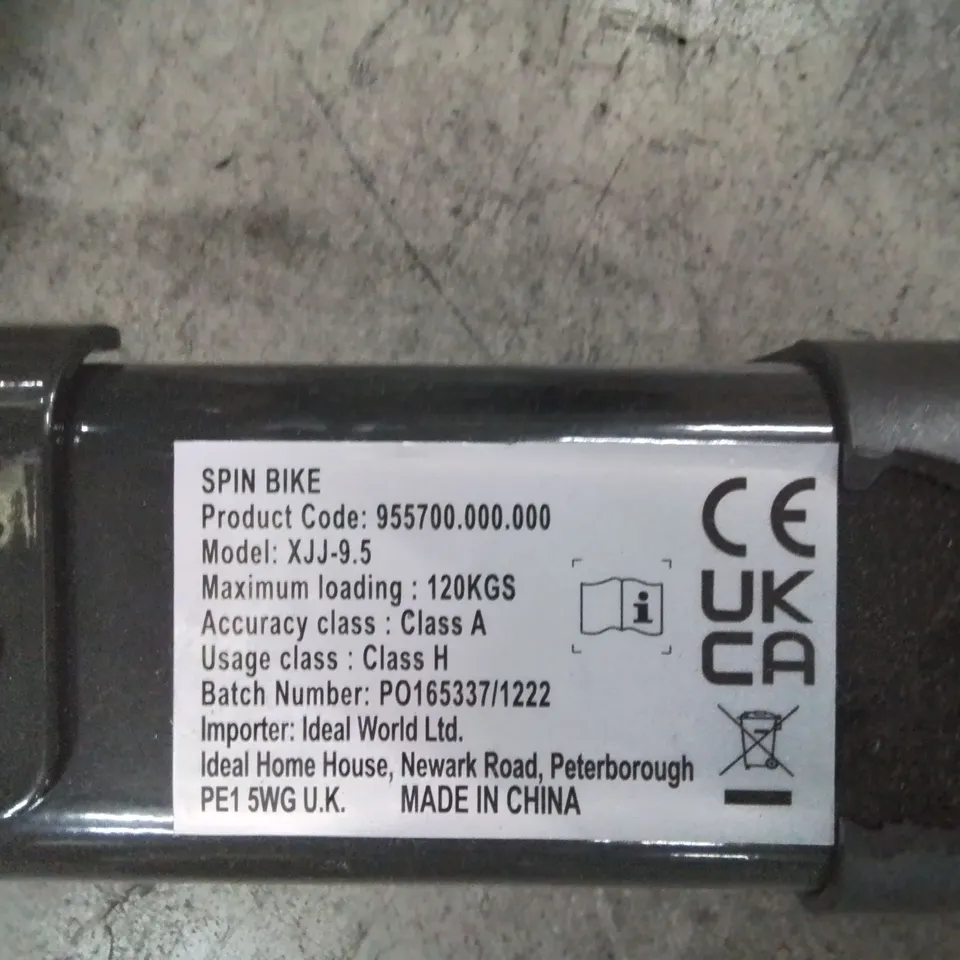 SPIN BIKE
Product Code: 955700.000.000
Model: XJJ-9.5
Maximum loading : 120KGS
Accuracy class : Class A
Usage class : Class H
Batch Number: PO165337/1222
Importer: Ideal World Ltd.
Ideal Home House, Newark Road, Peterborough
PE1 5WG U.K. MADE IN CHINA
i
CE
UK
CA